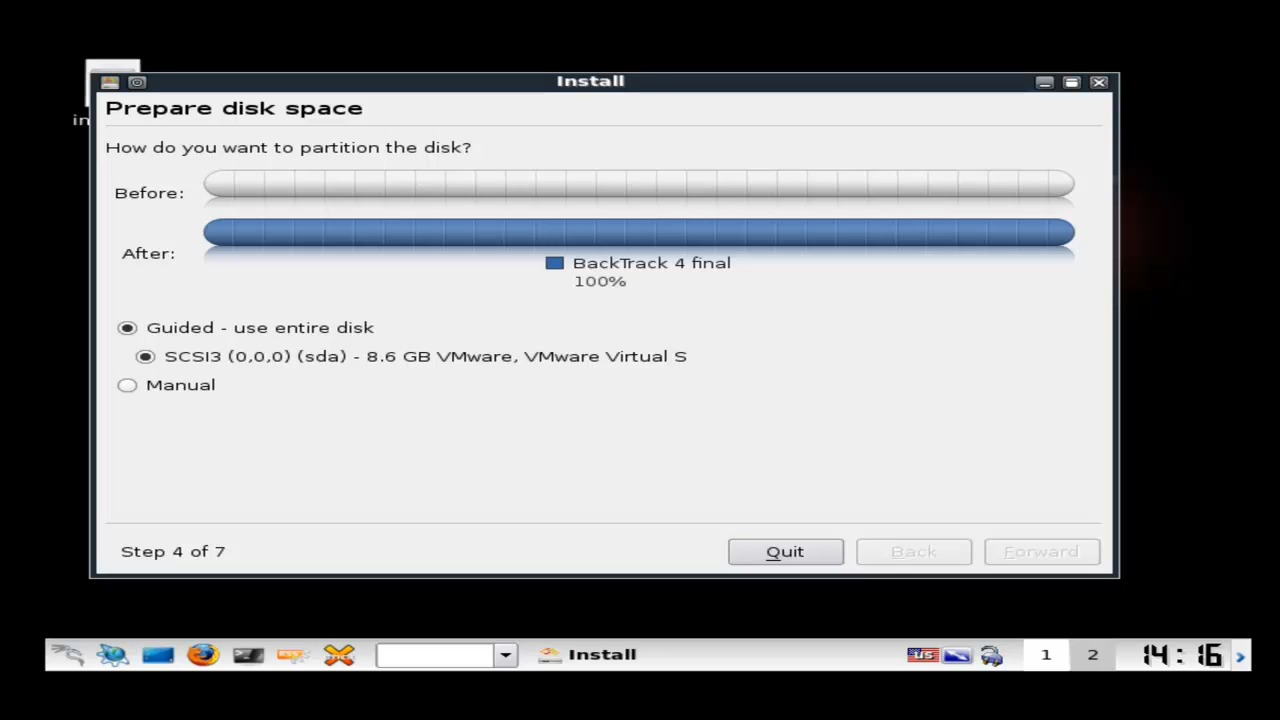 Install
Prepare disk space
in
How do you want to partition the disk?
Before:
After:
BackTrack 4 final
100%
Guided - use entire disk
SCSI3 (0,0,0) (sda) - 8.6 GB VMware, VMware Virtual S
Manual
Step 4 of 7
Quit
Back
Forward
Install
US
1
2
14:16